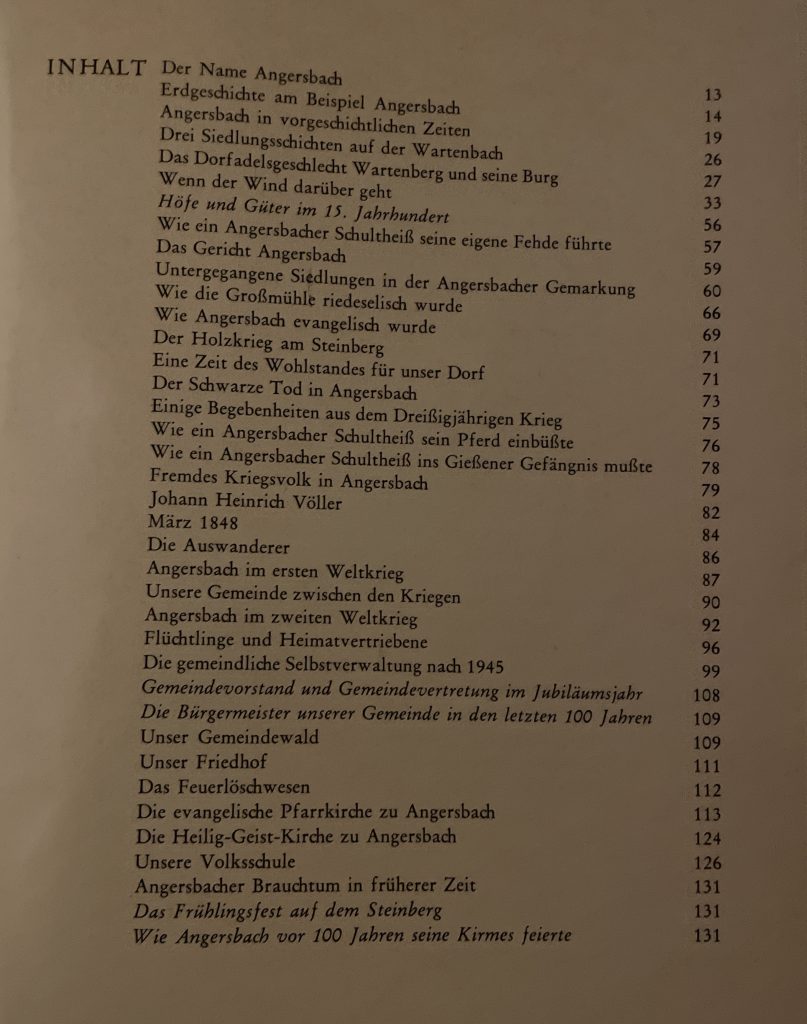 INHALT Der Name Angersbach 13
Erdgeschichte am Beispiel Angersbach 14
Angersbach in vorgeschichtlichen Zeiten 19
Drei Siedlungsschichten auf der Wartenbach 26
Das Dorfadelsgeschlecht Wartenberg und seine Burg 27
Wenn der Wind darüber geht 33
Höfe und Güter im 15. Jahrhundert 56
Wie ein Angersbacher Schultheiß seine eigene Fehde führte 57
Das Gericht Angersbach 59
Untergegangene Siedlungen in der Angersbacher Gemarkung 60
Wie die Großmühle riedeselisch wurde 66
Wie Angersbach evangelisch wurde 69
Der Holzkrieg am Steinberg 71
Eine Zeit des Wohlstandes für unser Dorf 71
Der Schwarze Tod in Angersbach 73
Einige Begebenheiten aus dem Dreißigjährigen Krieg 75
Wie ein Angersbacher Schultheiß sein Pferd einbüßte 76
Wie ein Angersbacher Schultheiß ins Gießener Gefängnis mußte 78
Fremdes Kriegsvolk in Angersbach 79
Johann Heinrich Völler 82
März 1848 84
Die Auswanderer 86
Angersbach im ersten Weltkrieg 87
Unsere Gemeinde zwischen den Kriegen 90
Angersbach im zweiten Weltkrieg 92
Flüchtlinge und Heimatvertriebene 96
Die gemeindliche Selbstverwaltung nach 1945 99
Gemeindevorstand und Gemeindevertretung im Jubiläumsjahr 108
Die Bürgermeister unserer Gemeinde in den letzten 100 Jahren 109
Unser Gemeindewald 109
Unser Friedhof 111
Das Feuerlöschwesen 112
Die evangelische Pfarrkirche zu Angersbach 113
Die Heilig-Geist-Kirche zu Angersbach 124
Unsere Volksschule 126
Angersbacher Brauchtum in früherer Zeit 131
Das Frühlingsfest auf dem Steinberg 131
Wie Angersbach vor 100 Jahren seine Kirmes feierte 131